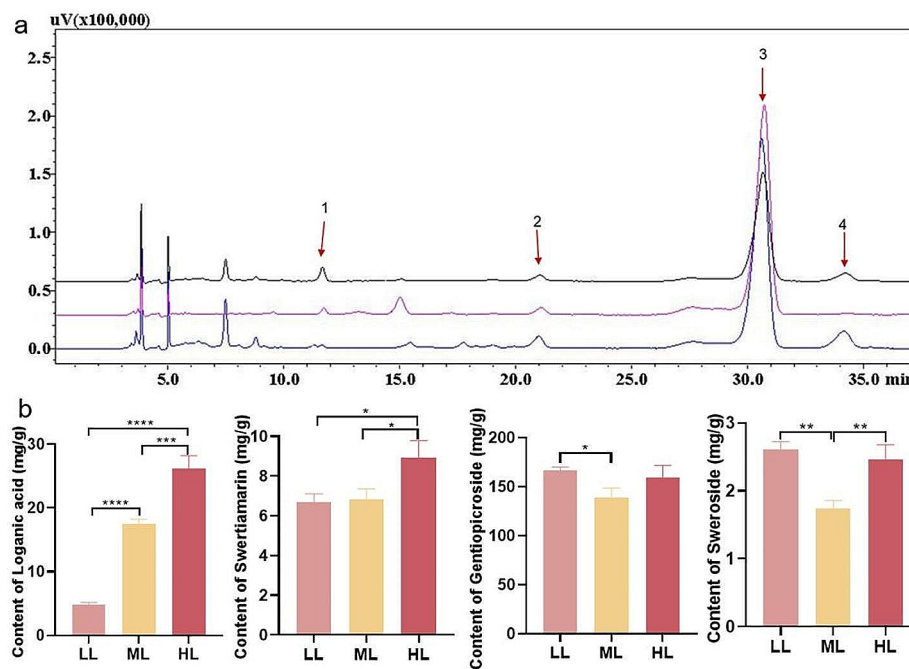 a
uV(x100,000)
2.5
2.0
1.5
1.0
0.5
0.0
1
2
3
4
5.0
10.0
15.0
20.0
25.0
30.0
35.0
min
b
Content of Loganic acid (mg/g)
30
20
10
0
****
***
****
LL
ML
HL
Content of Swertiamarin (mg/g)
10
8
6
4
2
0
*
*
LL
ML
HL
Content of Gentiopicroside (mg/g)
200
150
100
50
0
*
LL
ML
HL
Content of Sweroside (mg/g)
3
2
1
0
**
**
LL
ML
HL